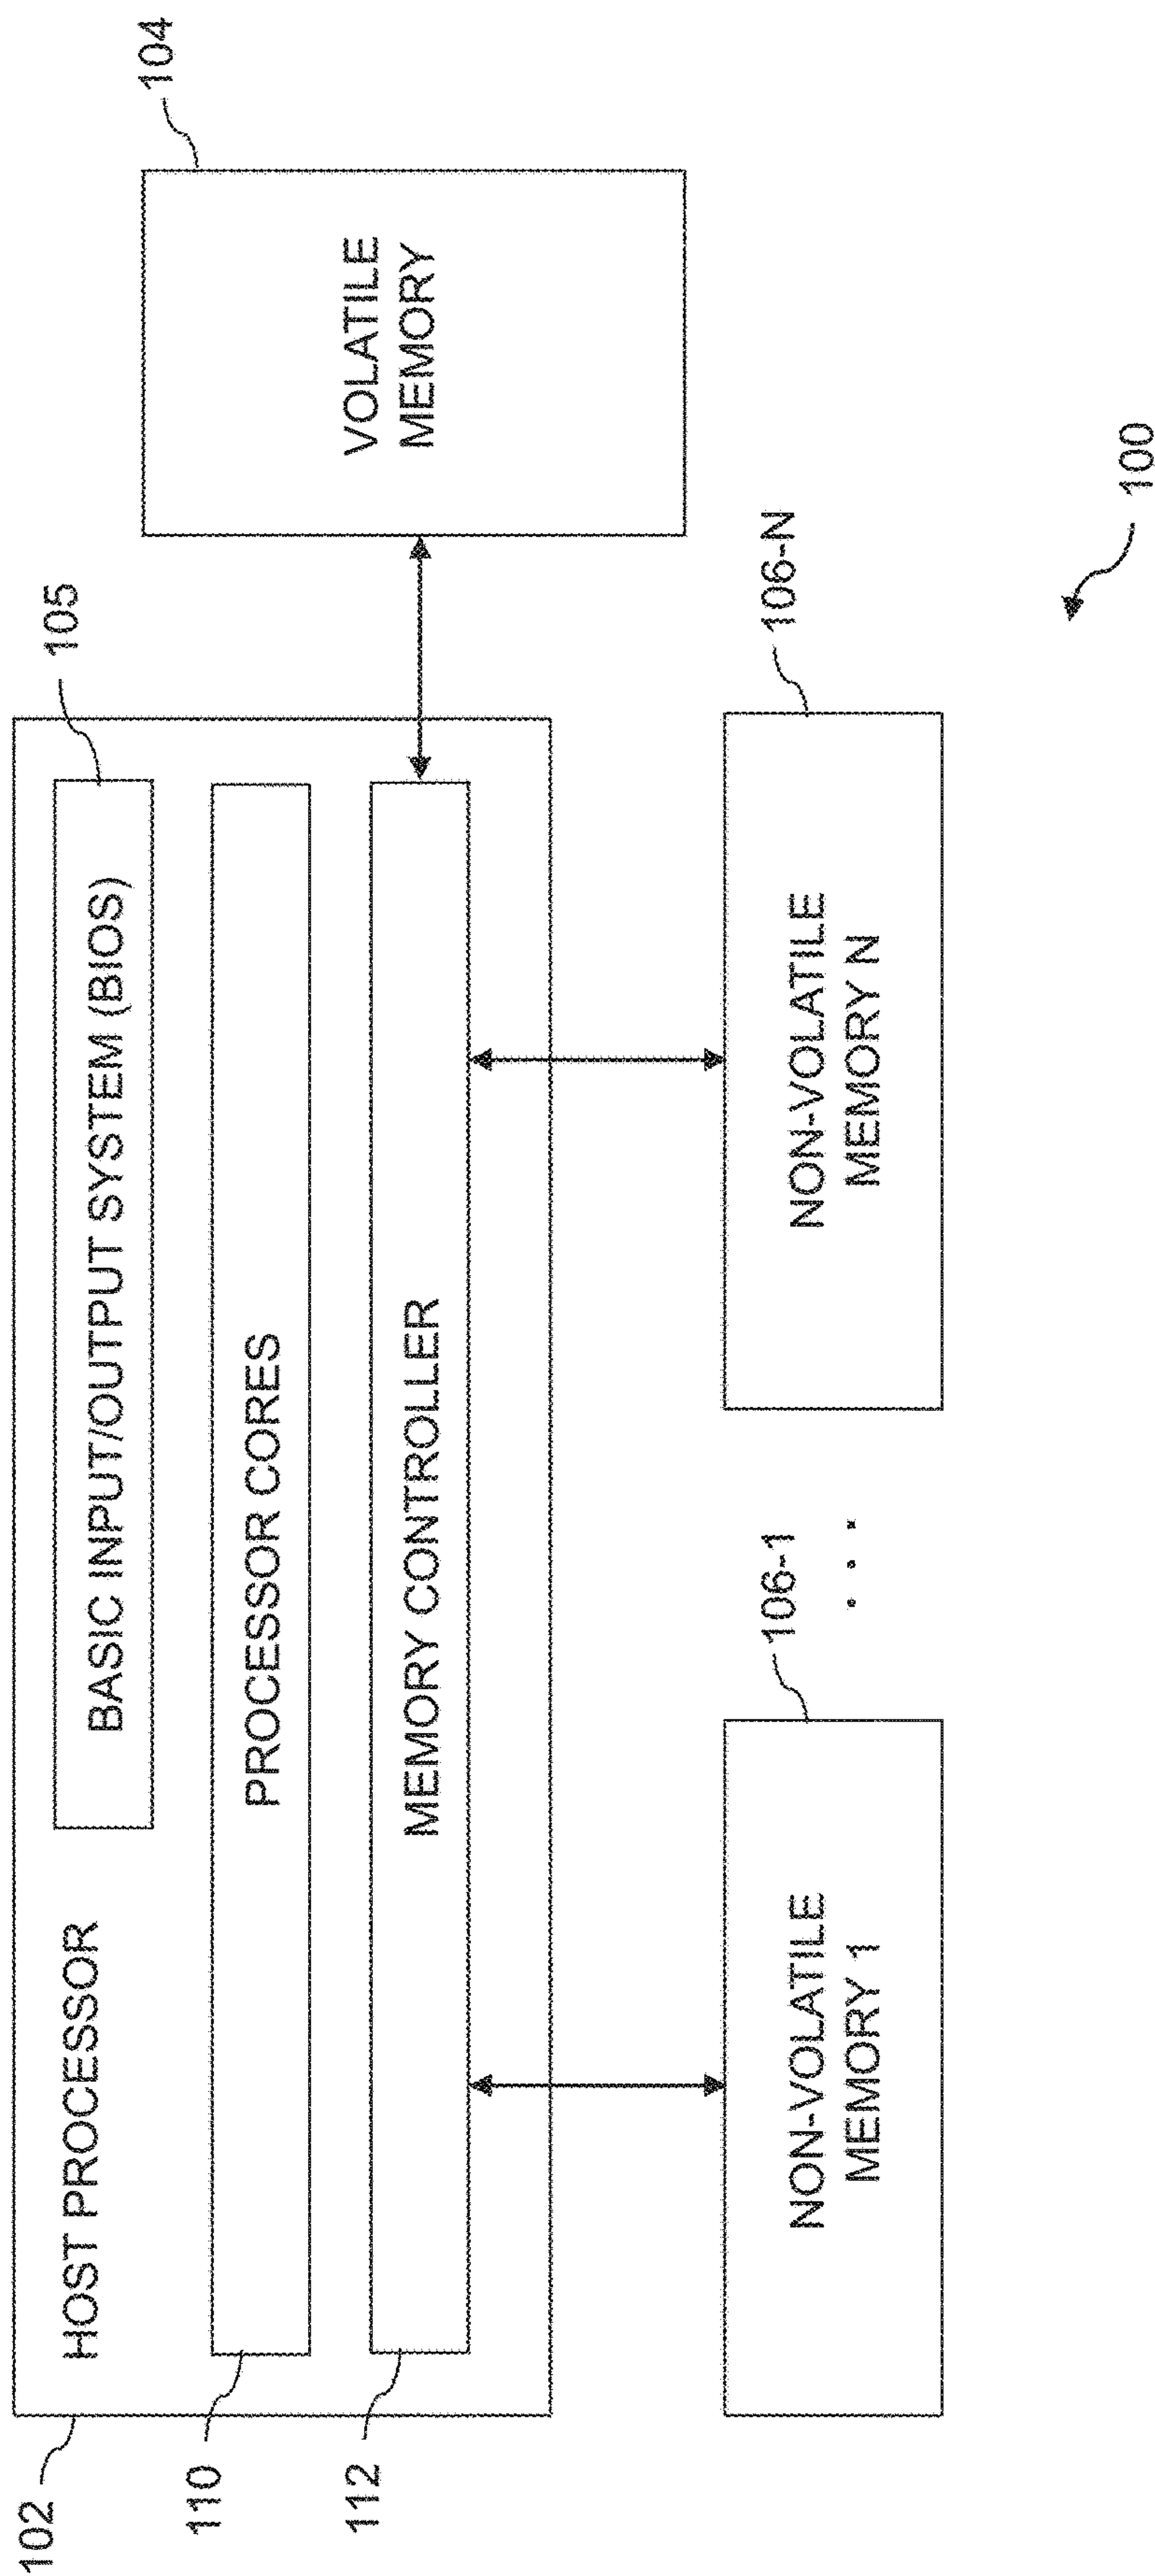 102
HOST PROCESSOR
BASIC INPUT/OUTPUT SYSTEM (BIOS)
105
104
110
PROCESSOR CORES
112
MEMORY CONTROLLER
VOLATILE
MEMORY
106-1
NON-VOLATILE
MEMORY 1
. . .
106-N
NON-VOLATILE
MEMORY N
100